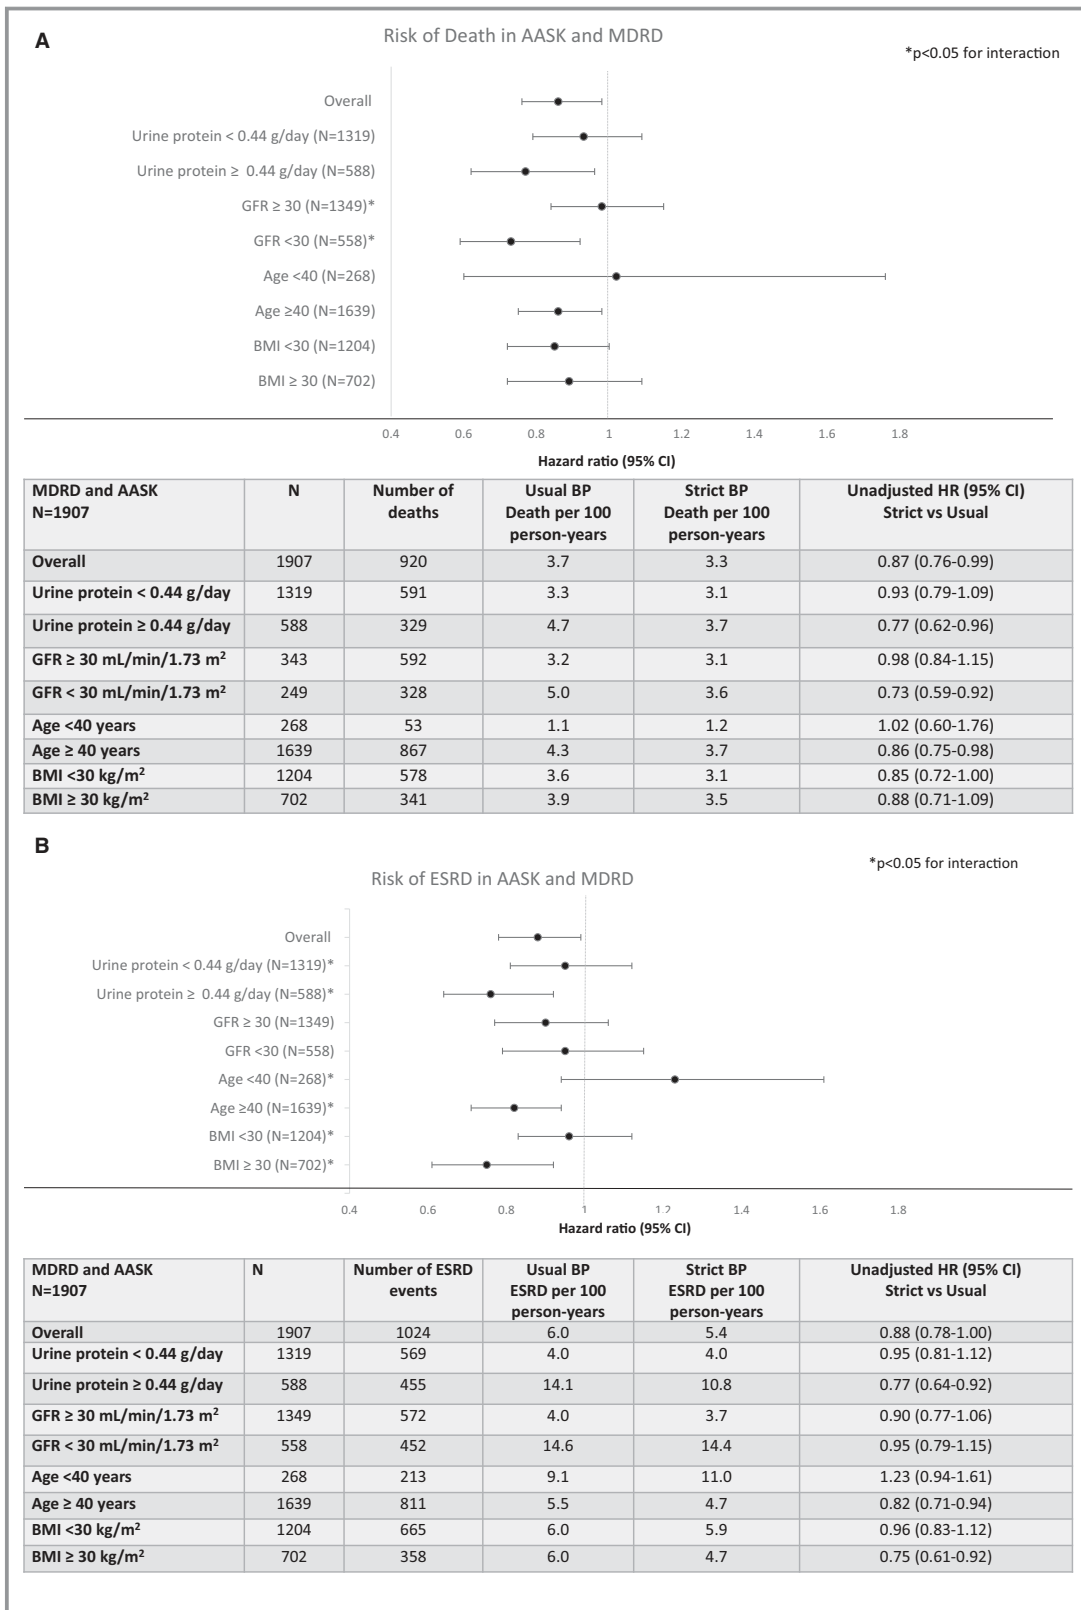 A
Risk of Death in AASK and MDRD
*p<0.05 for interaction
Overall
Urine protein < 0.44 g/day (N=1319)
Urine protein ≥ 0.44 g/day (N=588)
GFR ≥ 30 (N=1349)*
GFR <30 (N=558)*
Age <40 (N=268)
Age ≥40 (N=1639)
BMI <30 (N=1204)
BMI ≥ 30 (N=702)
0.4 0.6 0.8 1 1.2 1.4 1.6 1.8
Hazard ratio (95% CI)
MDRD and AASK N Number of Usual BP Strict BP Unadjusted HR (95% CI)
N=1907 deaths Death per 100 Death per 100 Strict vs Usual
person-years person-years
Overall 1907 920 3.7 3.3 0.87 (0.76-0.99)
Urine protein < 0.44 g/day 1319 591 3.3 3.1 0.93 (0.79-1.09)
Urine protein ≥ 0.44 g/day 588 329 4.7 3.7 0.77 (0.62-0.96)
GFR ≥ 30 mL/min/1.73 m² 343 592 3.2 3.1 0.98 (0.84-1.15)
GFR < 30 mL/min/1.73 m² 249 328 5.0 3.6 0.73 (0.59-0.92)
Age <40 years 268 53 1.1 1.2 1.02 (0.60-1.76)
Age ≥ 40 years 1639 867 4.3 3.7 0.86 (0.75-0.98)
BMI <30 kg/m² 1204 578 3.6 3.1 0.85 (0.72-1.00)
BMI ≥ 30 kg/m² 702 341 3.9 3.5 0.88 (0.71-1.09)
B
*p<0.05 for interaction
Risk of ESRD in AASK and MDRD
Overall
Urine protein < 0.44 g/day (N=1319)*
Urine protein ≥ 0.44 g/day (N=588)*
GFR ≥ 30 (N=1349)
GFR <30 (N=558)
Age <40 (N=268)*
Age ≥40 (N=1639)*
BMI <30 (N=1204)*
BMI ≥ 30 (N=702)*
0.4 0.6 0.8 1 1.2 1.4 1.6 1.8
Hazard ratio (95% CI)
MDRD and AASK N Number of ESRD Usual BP Strict BP Unadjusted HR (95% CI)
N=1907 events ESRD per 100 ESRD per 100 Strict vs Usual
person-years person-years
Overall 1907 1024 6.0 5.4 0.88 (0.78-1.00)
Urine protein < 0.44 g/day 1319 569 4.0 4.0 0.95 (0.81-1.12)
Urine protein ≥ 0.44 g/day 588 455 14.1 10.8 0.77 (0.64-0.92)
GFR ≥ 30 mL/min/1.73 m² 1349 572 4.0 3.7 0.90 (0.77-1.06)
GFR < 30 mL/min/1.73 m² 558 452 14.6 14.4 0.95 (0.79-1.15)
Age <40 years 268 213 9.1 11.0 1.23 (0.94-1.61)
Age ≥ 40 years 1639 811 5.5 4.7 0.82 (0.71-0.94)
BMI <30 kg/m² 1204 665 6.0 5.9 0.96 (0.83-1.12)
BMI ≥ 30 kg/m² 702 358 6.0 4.7 0.75 (0.61-0.92)